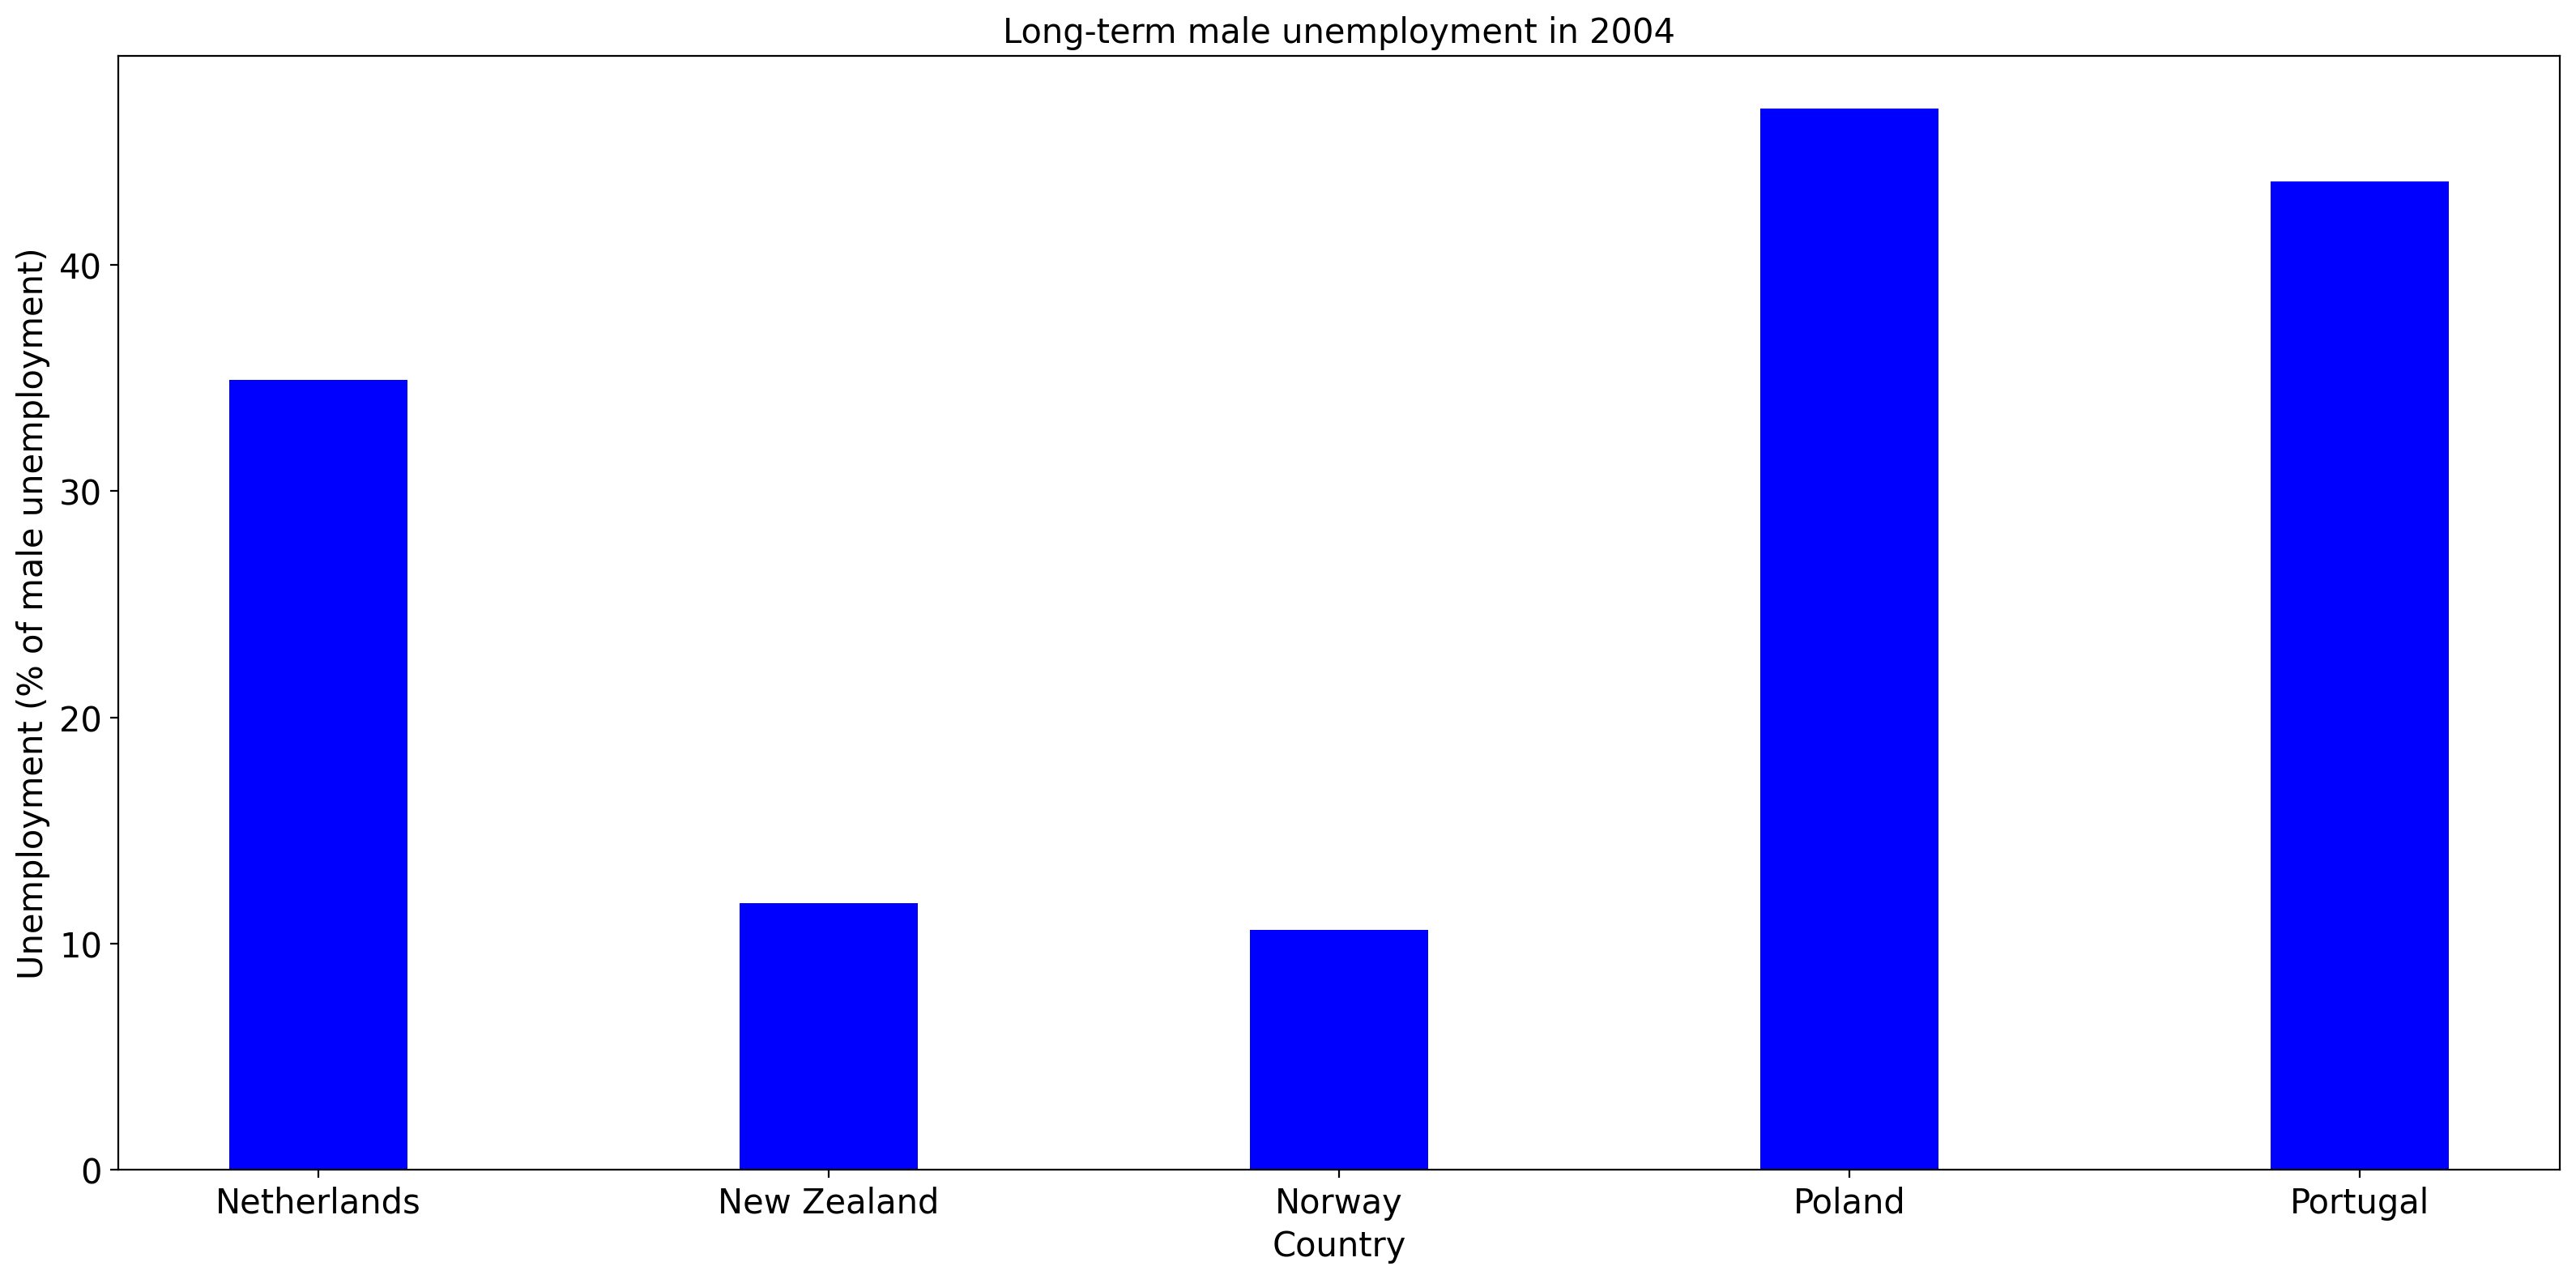 Long-term male unemployment in 2004
Unemployment (% of male unemployment)
40
30
20
10
0
Netherlands New Zealand Norway Poland Portugal
Country